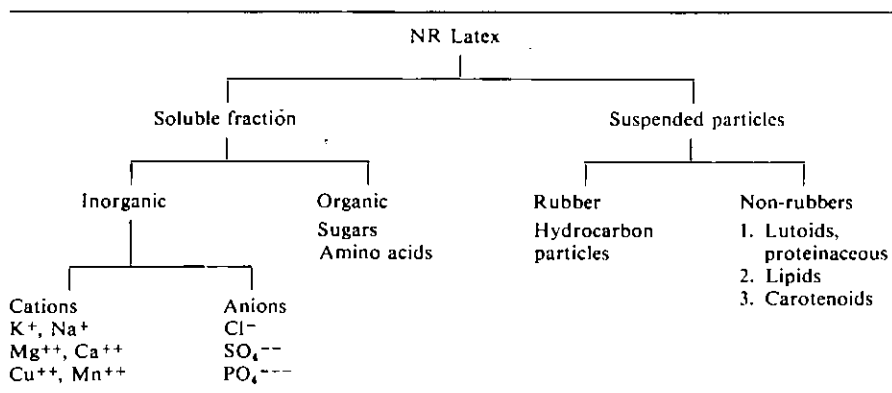 NR Latex
Soluble fraction
Suspended particles
Inorganic
Organic
Sugars
Amino acids
Rubber
Hydrocarbon
particles
Non-rubbers
1. Lutoids,
proteinaceous
2. Lipids
3. Carotenoids
Cations
K⁺, Na⁺
Mg⁺⁺, Ca⁺⁺
Cu⁺⁺, Mn⁺⁺
Anions
Cl⁻
SO₄⁻⁻
PO₄⁻⁻⁻